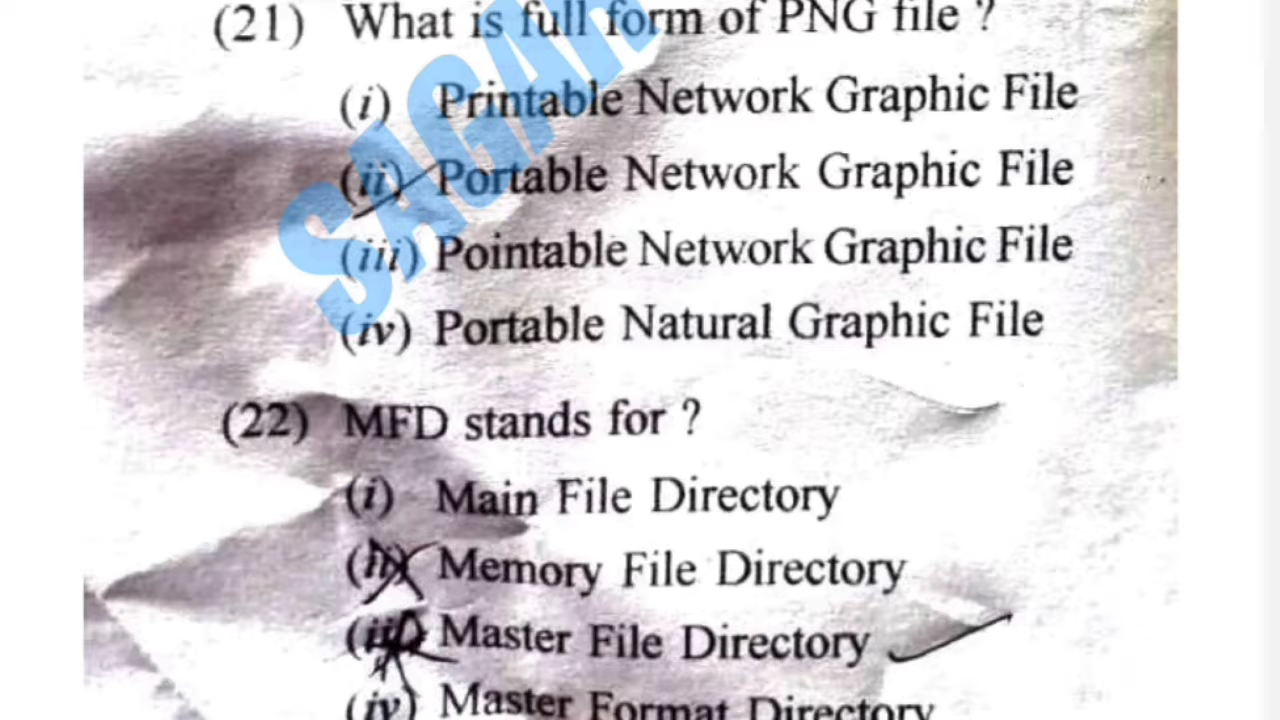 (21) What is full form of PNG file ?
(i) Printable Network Graphic File
(ii) Portable Network Graphic File
(iii) Pointable Network Graphic File
(iv) Portable Natural Graphic File
(22) MFD stands for ?
(i) Main File Directory
(ii) Memory File Directory
(iii) Master File Directory
(iv) Master Format Directory
SAGAR